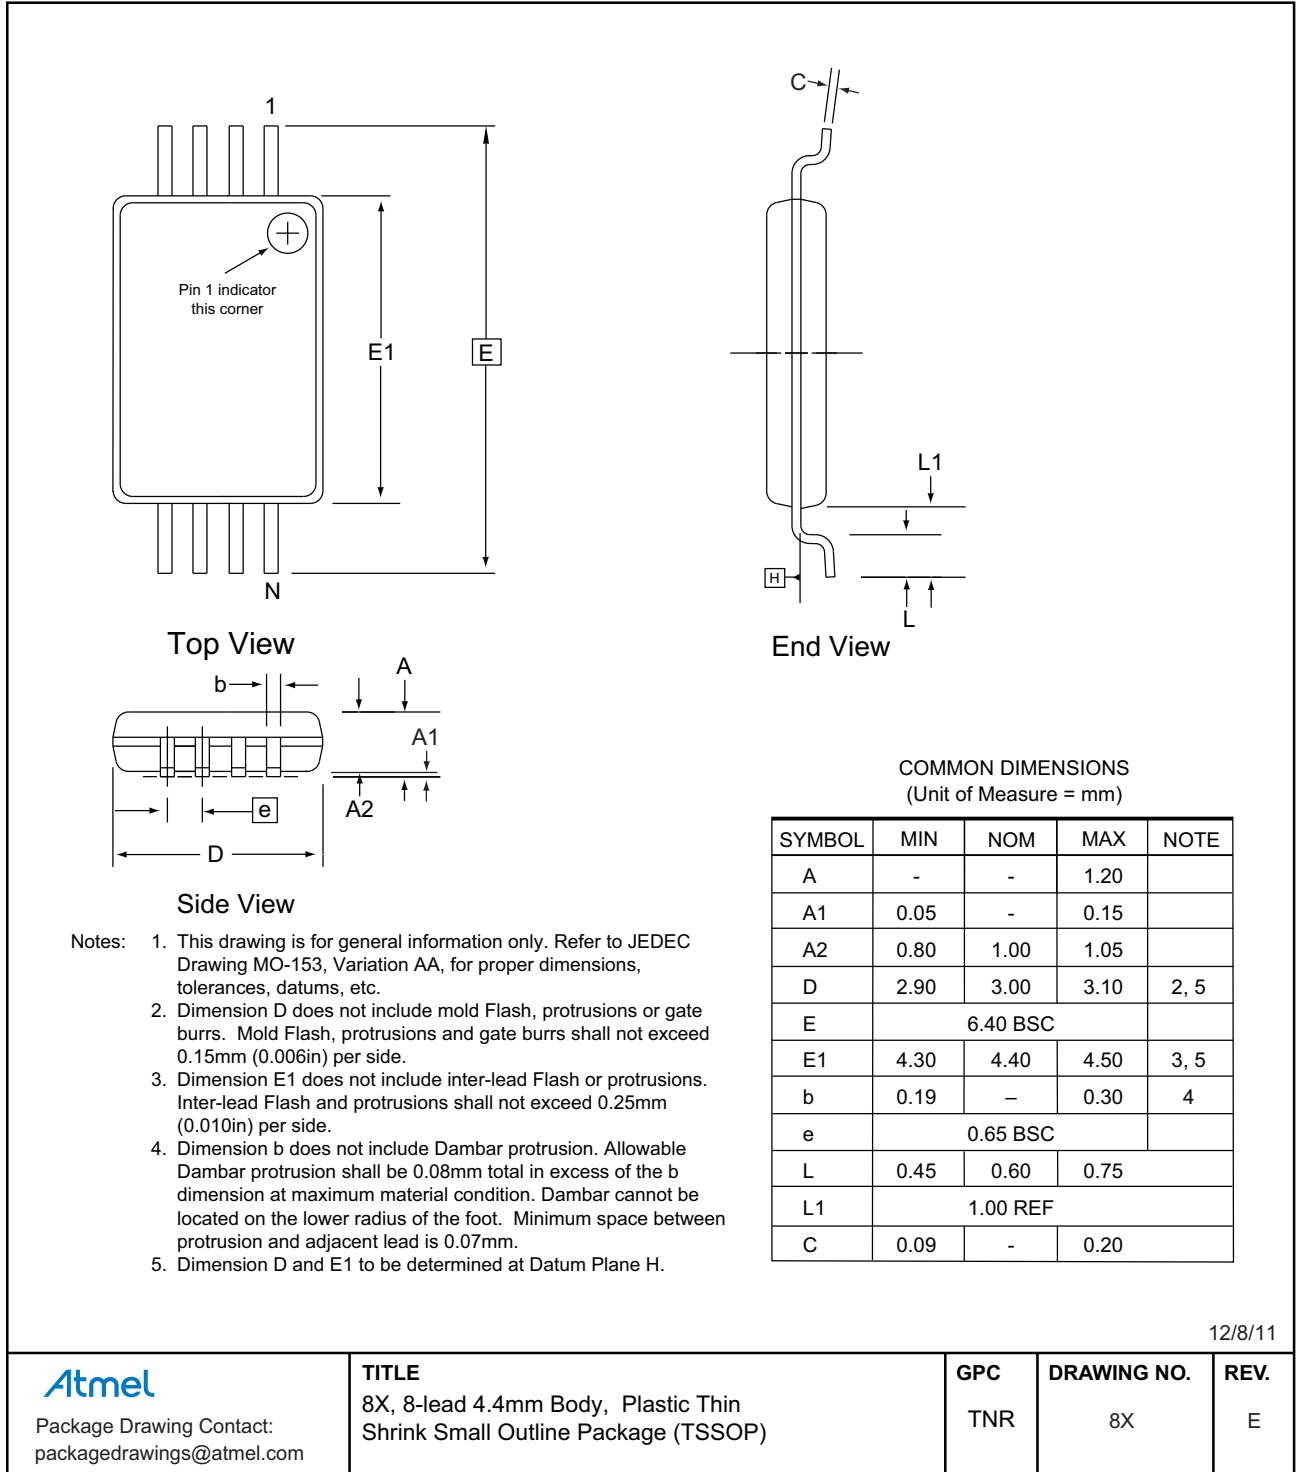 C
1
Pin 1 indicator
this corner
E1
E
L1
H
N
L
Top View
End View
b
A
A1
e
A2
D
Side View
COMMON DIMENSIONS
(Unit of Measure = mm)
SYMBOL MIN NOM MAX NOTE
A - - 1.20
A1 0.05 - 0.15
A2 0.80 1.00 1.05
D 2.90 3.00 3.10 2, 5
E 6.40 BSC
E1 4.30 4.40 4.50 3, 5
b 0.19 – 0.30 4
e 0.65 BSC
L 0.45 0.60 0.75
L1 1.00 REF
C 0.09 - 0.20
Notes: 1. This drawing is for general information only. Refer to JEDEC
Drawing MO-153, Variation AA, for proper dimensions,
tolerances, datums, etc.
2. Dimension D does not include mold Flash, protrusions or gate
burrs. Mold Flash, protrusions and gate burrs shall not exceed
0.15mm (0.006in) per side.
3. Dimension E1 does not include inter-lead Flash or protrusions.
Inter-lead Flash and protrusions shall not exceed 0.25mm
(0.010in) per side.
4. Dimension b does not include Dambar protrusion. Allowable
Dambar protrusion shall be 0.08mm total in excess of the b
dimension at maximum material condition. Dambar cannot be
located on the lower radius of the foot. Minimum space between
protrusion and adjacent lead is 0.07mm.
5. Dimension D and E1 to be determined at Datum Plane H.
12/8/11
Atmel
Package Drawing Contact:
packagedrawings@atmel.com
TITLE
8X, 8-lead 4.4mm Body, Plastic Thin
Shrink Small Outline Package (TSSOP)
GPC
TNR
DRAWING NO.
8X
REV.
E